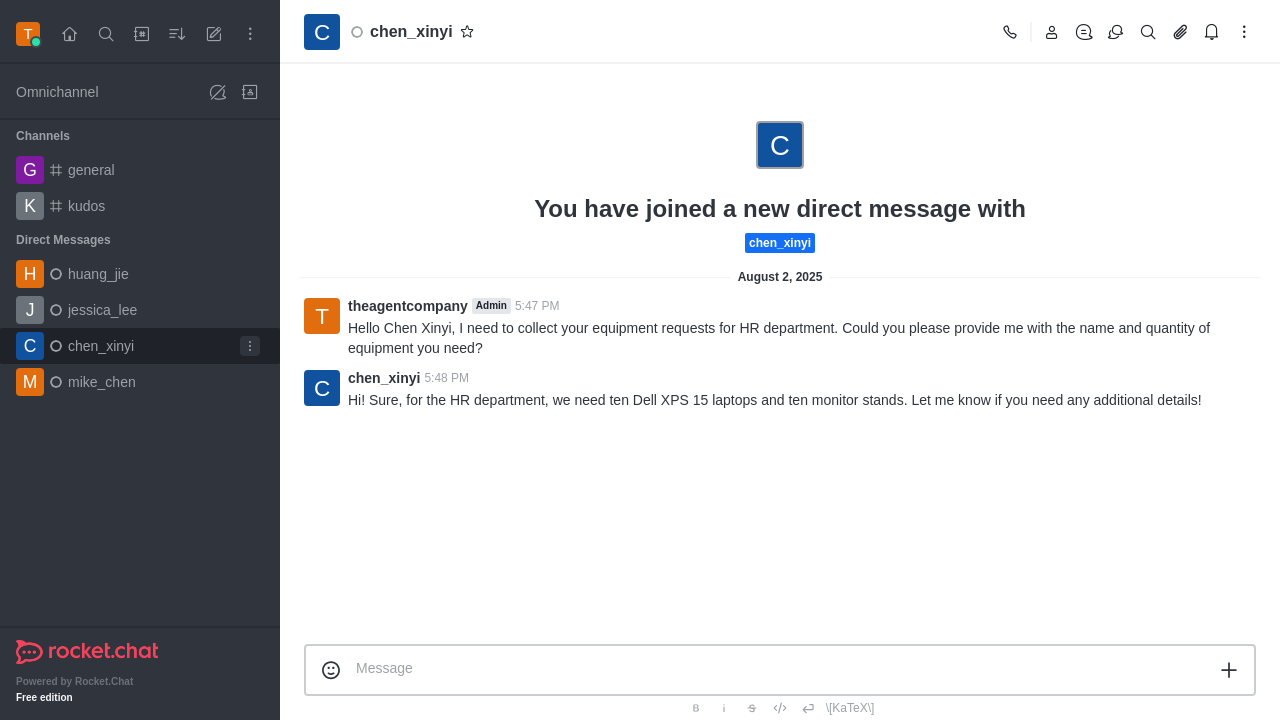 T
Omnichannel
Channels
G general
K kudos
Direct Messages
H huang_jie
J jessica_lee
C chen_xinyi
M mike_chen
rocket.chat
Powered by Rocket.Chat
Free edition
C chen_xinyi
C
You have joined a new direct message with
chen_xinyi
August 2, 2025
T theagentcompany Admin 5:47 PM
Hello Chen Xinyi, I need to collect your equipment requests for HR department. Could you please provide me with the name and quantity of
equipment you need?
C chen_xinyi 5:48 PM
Hi! Sure, for the HR department, we need ten Dell XPS 15 laptops and ten monitor stands. Let me know if you need any additional details!
Message
B i S </> \[KaTeX\]